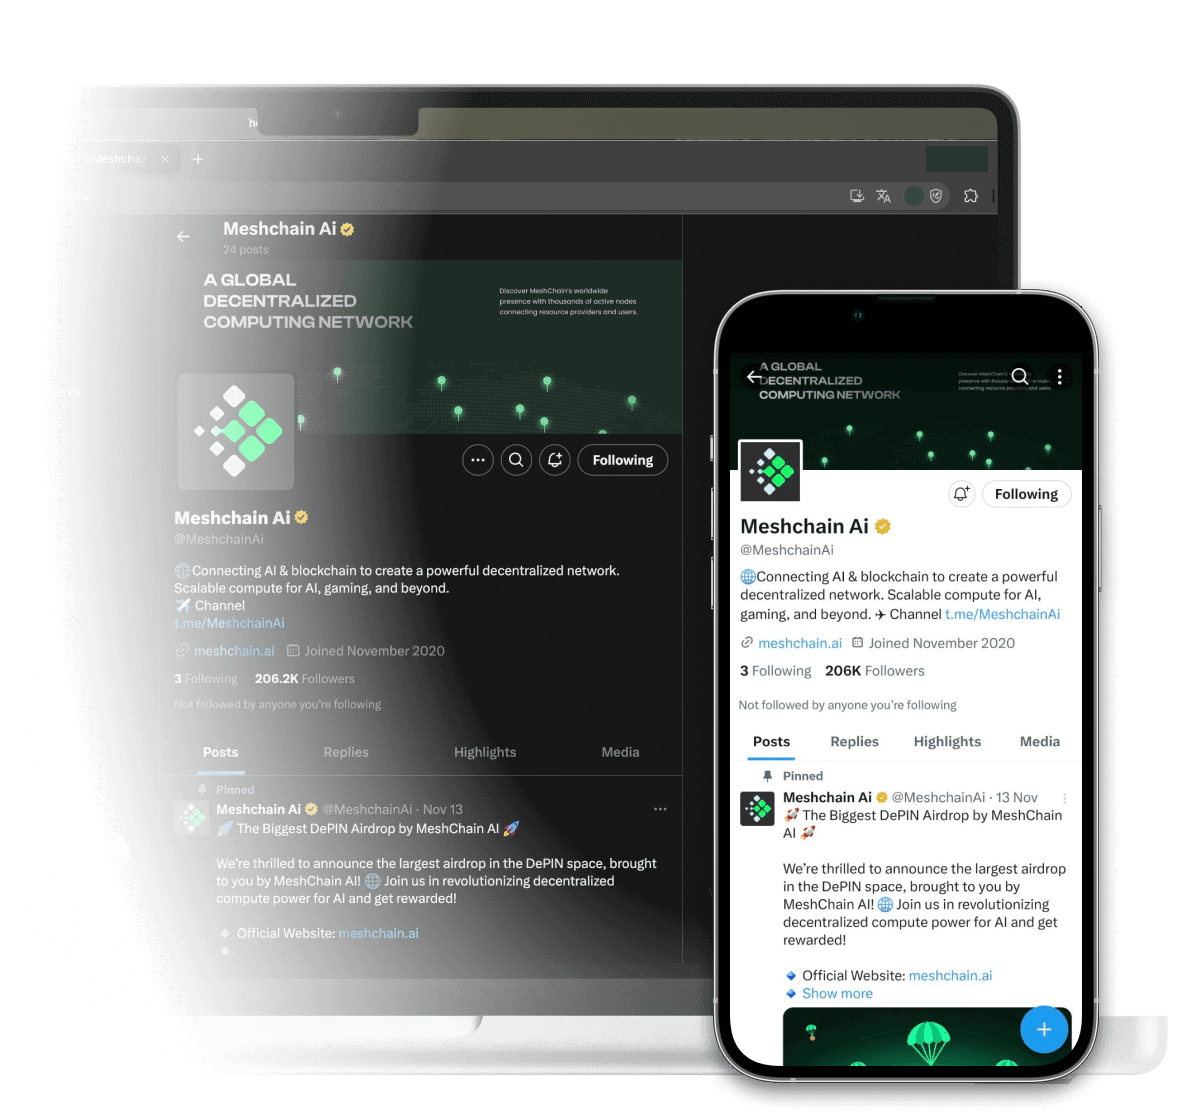 @Meshchain
Meshchain Ai
24 posts
A GLOBAL
DECENTRALIZED
COMPUTING NETWORK
Discover MeshChain's worldwide
presence with thousands of active nodes
connecting resource providers and users.
Following
Meshchain Ai
@MeshchainAi
Connecting AI & blockchain to create a powerful decentralized network.
Scalable compute for AI, gaming, and beyond.
Channel
t.me/MeshchainAi
meshchain.ai Joined November 2020
3 Following 206.2K Followers
Not followed by anyone you're following
Posts Replies Highlights Media
Pinned
Meshchain Ai @MeshchainAi · Nov 13
🚀 The Biggest DePIN Airdrop by MeshChain AI 🚀
We're thrilled to announce the largest airdrop in the DePIN space, brought
to you by MeshChain AI! 🌐 Join us in revolutionizing decentralized
compute power for AI and get rewarded!
Official Website: meshchain.ai
A GLOBAL
DECENTRALIZED
COMPUTING NETWORK
Following
Meshchain Ai
@MeshchainAi
🌐Connecting AI & blockchain to create a powerful
decentralized network. Scalable compute for AI,
gaming, and beyond. ✈ Channel t.me/MeshchainAi
meshchain.ai Joined November 2020
3 Following 206K Followers
Not followed by anyone you're following
Posts Replies Highlights Media
Pinned
Meshchain Ai @MeshchainAi · 13 Nov
🚀 The Biggest DePIN Airdrop by MeshChain
AI 🚀
We're thrilled to announce the largest airdrop
in the DePIN space, brought to you by
MeshChain AI! 🌐 Join us in revolutionizing
decentralized compute power for AI and get
rewarded!
🔹 Official Website: meshchain.ai
🔹 Show more